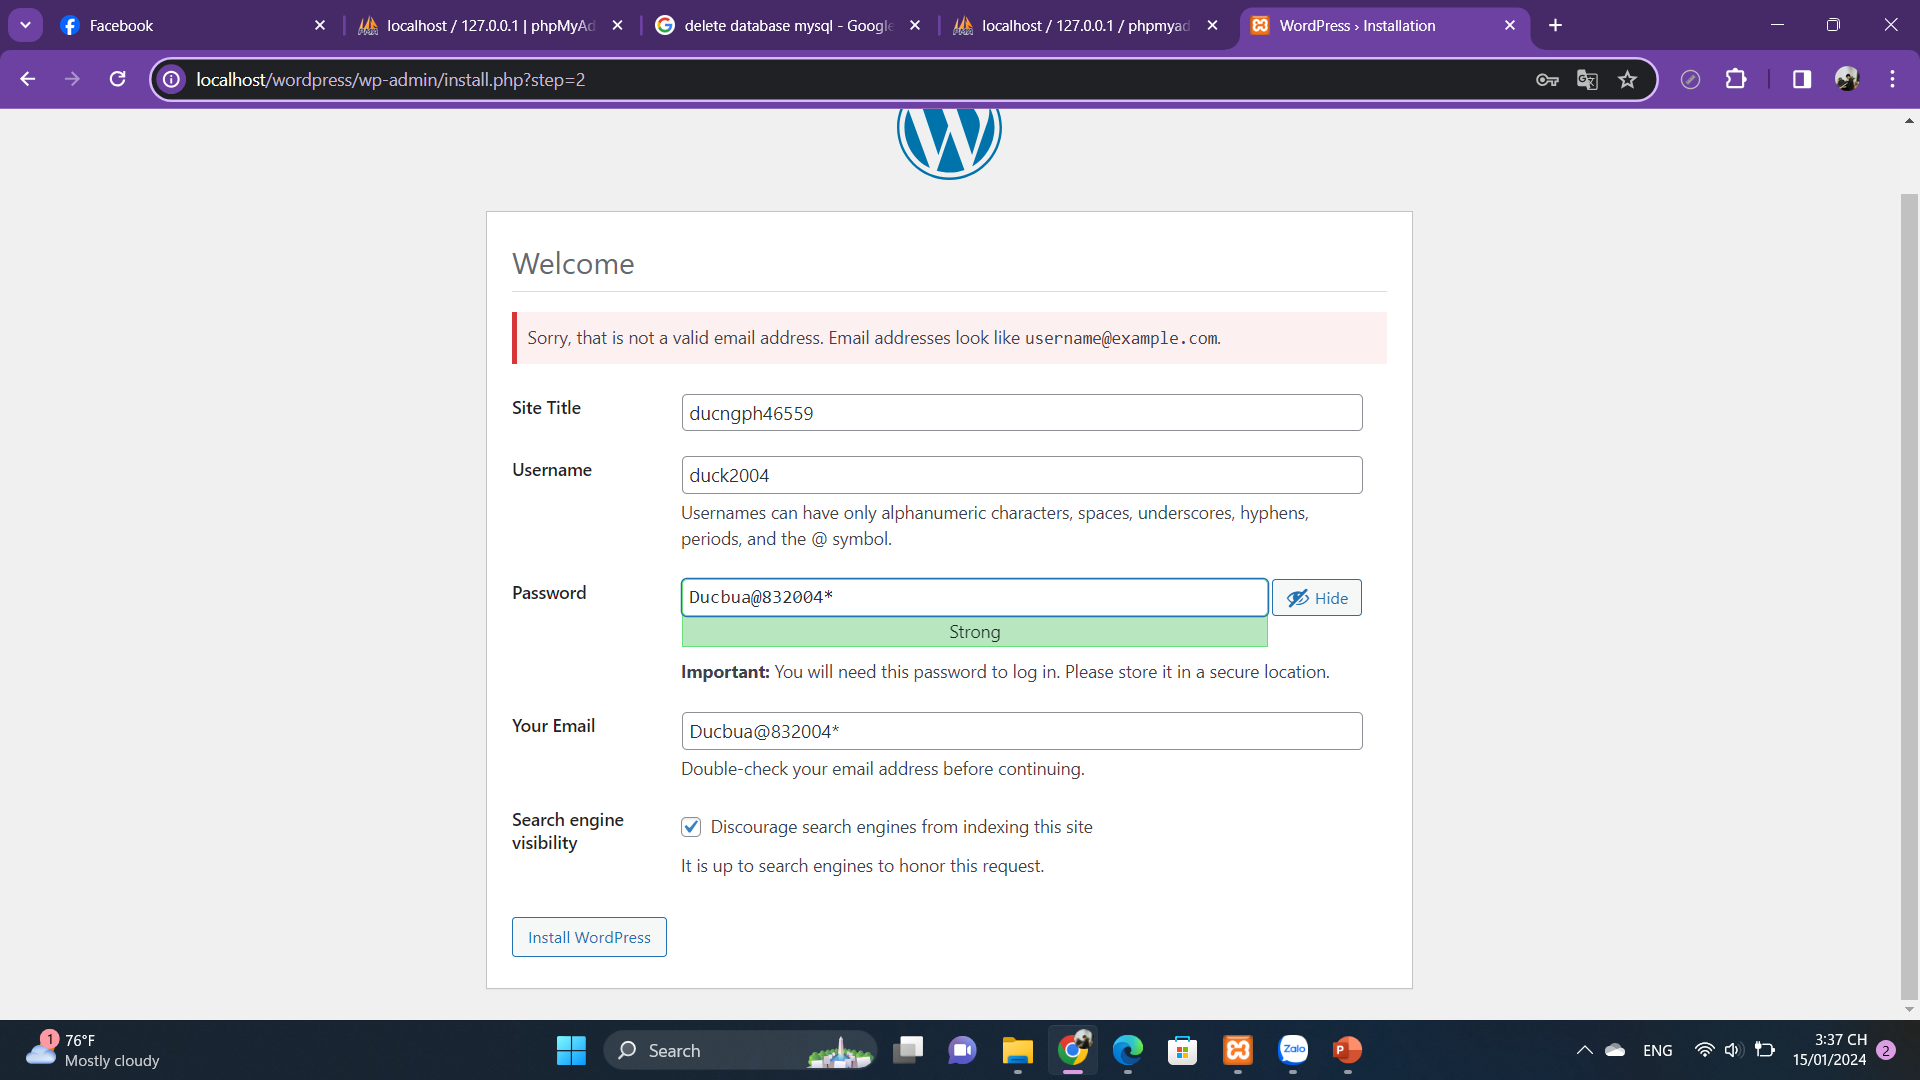 Facebook
localhost / 127.0.0.1 | phpMyAd
delete database mysql - Google
localhost / 127.0.0.1 / phpmyad
WordPress › Installation
localhost/wordpress/wp-admin/install.php?step=2
Welcome
Sorry, that is not a valid email address. Email addresses look like username@example.com.
Site Title
ducngph46559
Username
duck2004
Usernames can have only alphanumeric characters, spaces, underscores, hyphens,
periods, and the @ symbol.
Password
Ducbua@832004*
Hide
Strong
Important: You will need this password to log in. Please store it in a secure location.
Your Email
Ducbua@832004*
Double-check your email address before continuing.
Search engine
visibility
Discourage search engines from indexing this site
It is up to search engines to honor this request.
Install WordPress
1
76°F
Mostly cloudy
Search
Zalo
ENG
3:37 CH
15/01/2024
2